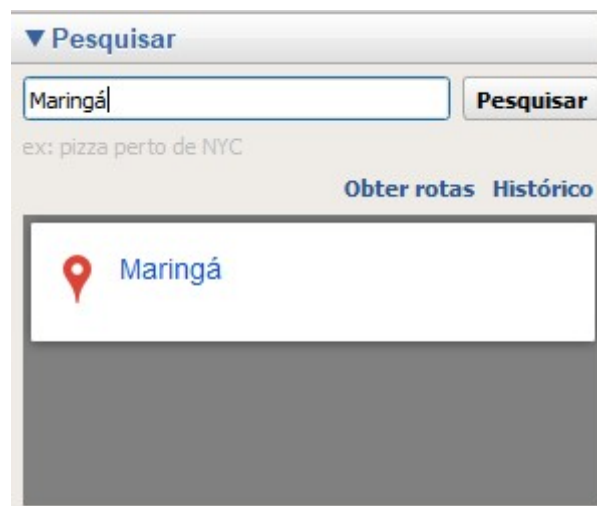 Pesquisar
Maringá
Pesquisar
ex: pizza perto de NYC
Obter rotas Histórico
Maringá